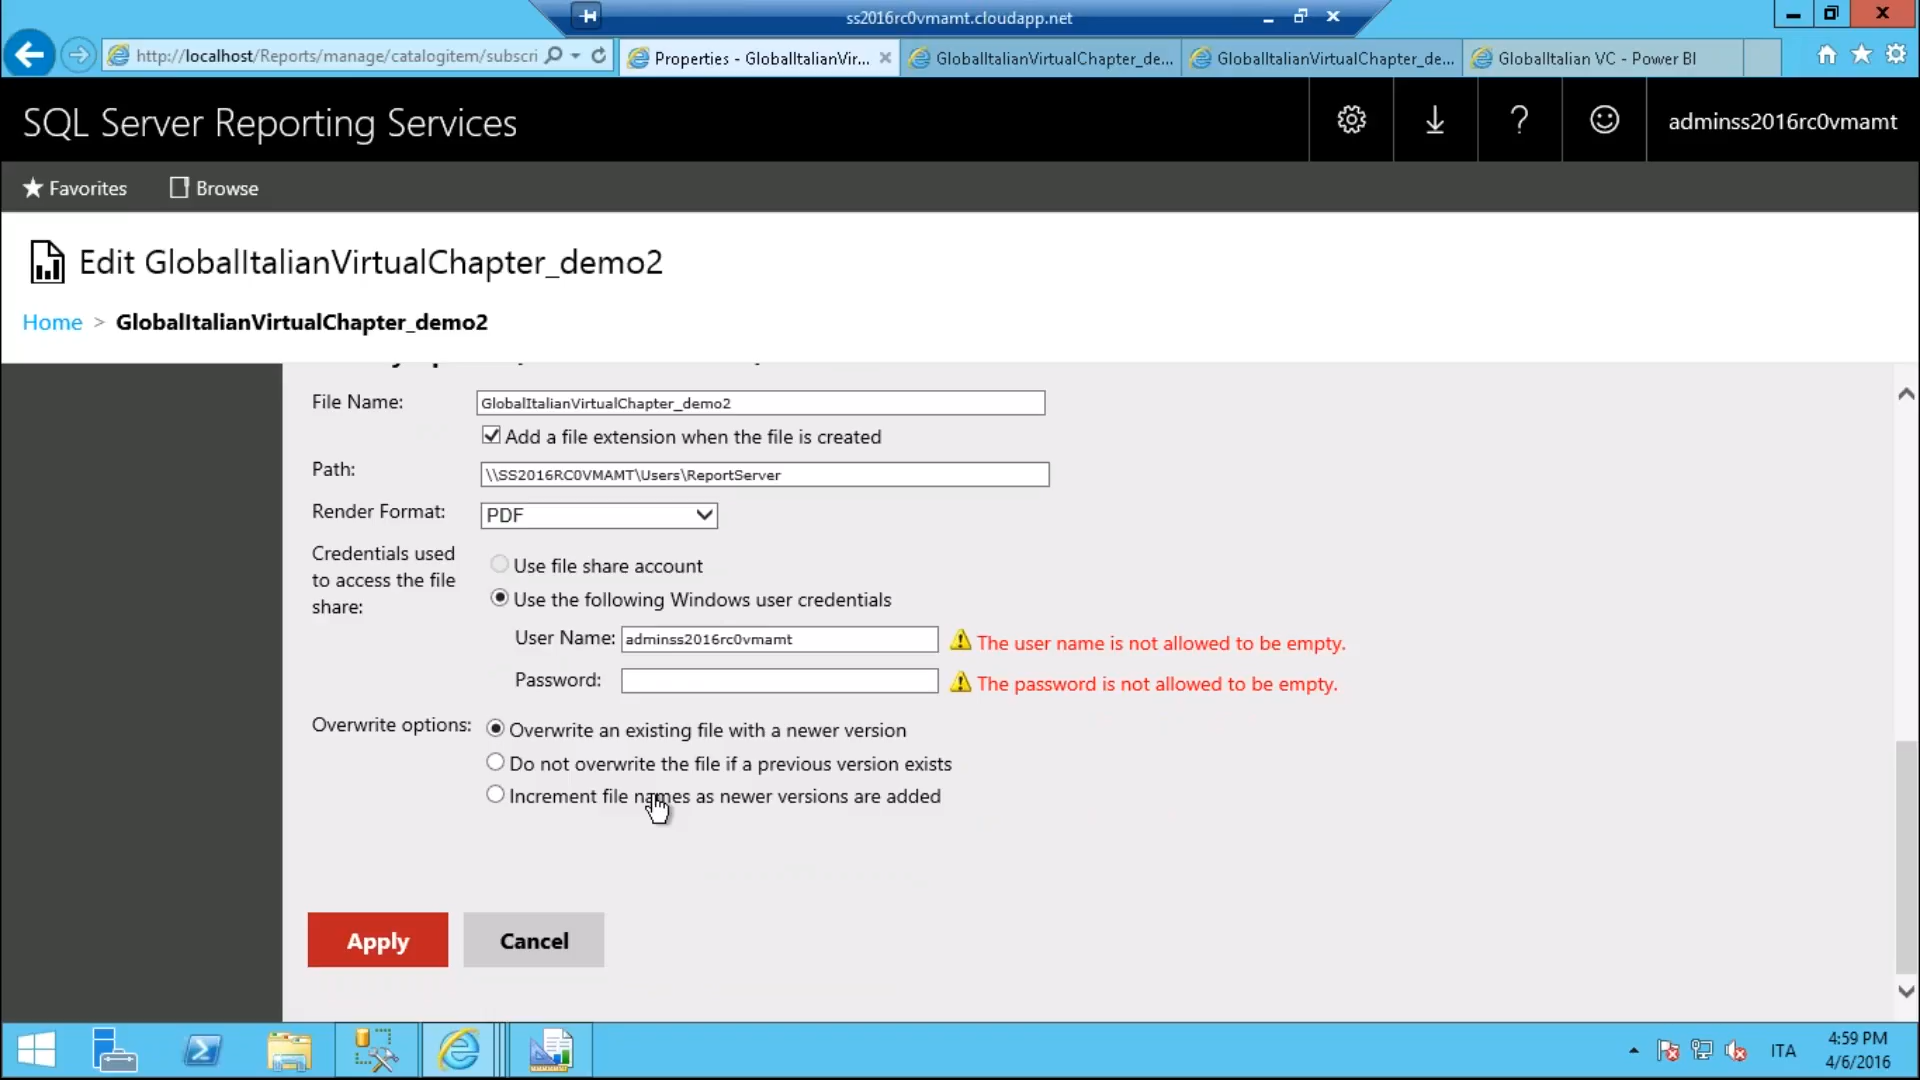 ss2016rc0vmamt.cloudapp.net
http://localhost/Reports/manage/catalogitem/subscri
Properties - GlobalItalianVir...
GlobalItalianVirtualChapter_de...
GlobalItalianVirtualChapter_de...
GlobalItalian VC - Power BI
SQL Server Reporting Services
?
adminss2016rc0vmamt
Favorites
Browse
Edit GlobalItalianVirtualChapter_demo2
Home > GlobalItalianVirtualChapter_demo2
File Name:
GlobalItalianVirtualChapter_demo2
Add a file extension when the file is created
Path:
\\SS2016RC0VMAMT\Users\ReportServer
Render Format:
PDF
Credentials used
to access the file
share:
Use file share account
Use the following Windows user credentials
User Name: adminss2016rc0vmamt
The user name is not allowed to be empty.
Password:
The password is not allowed to be empty.
Overwrite options:
Overwrite an existing file with a newer version
Do not overwrite the file if a previous version exists
Increment file names as newer versions are added
Apply
Cancel
ITA
4:59 PM
4/6/2016